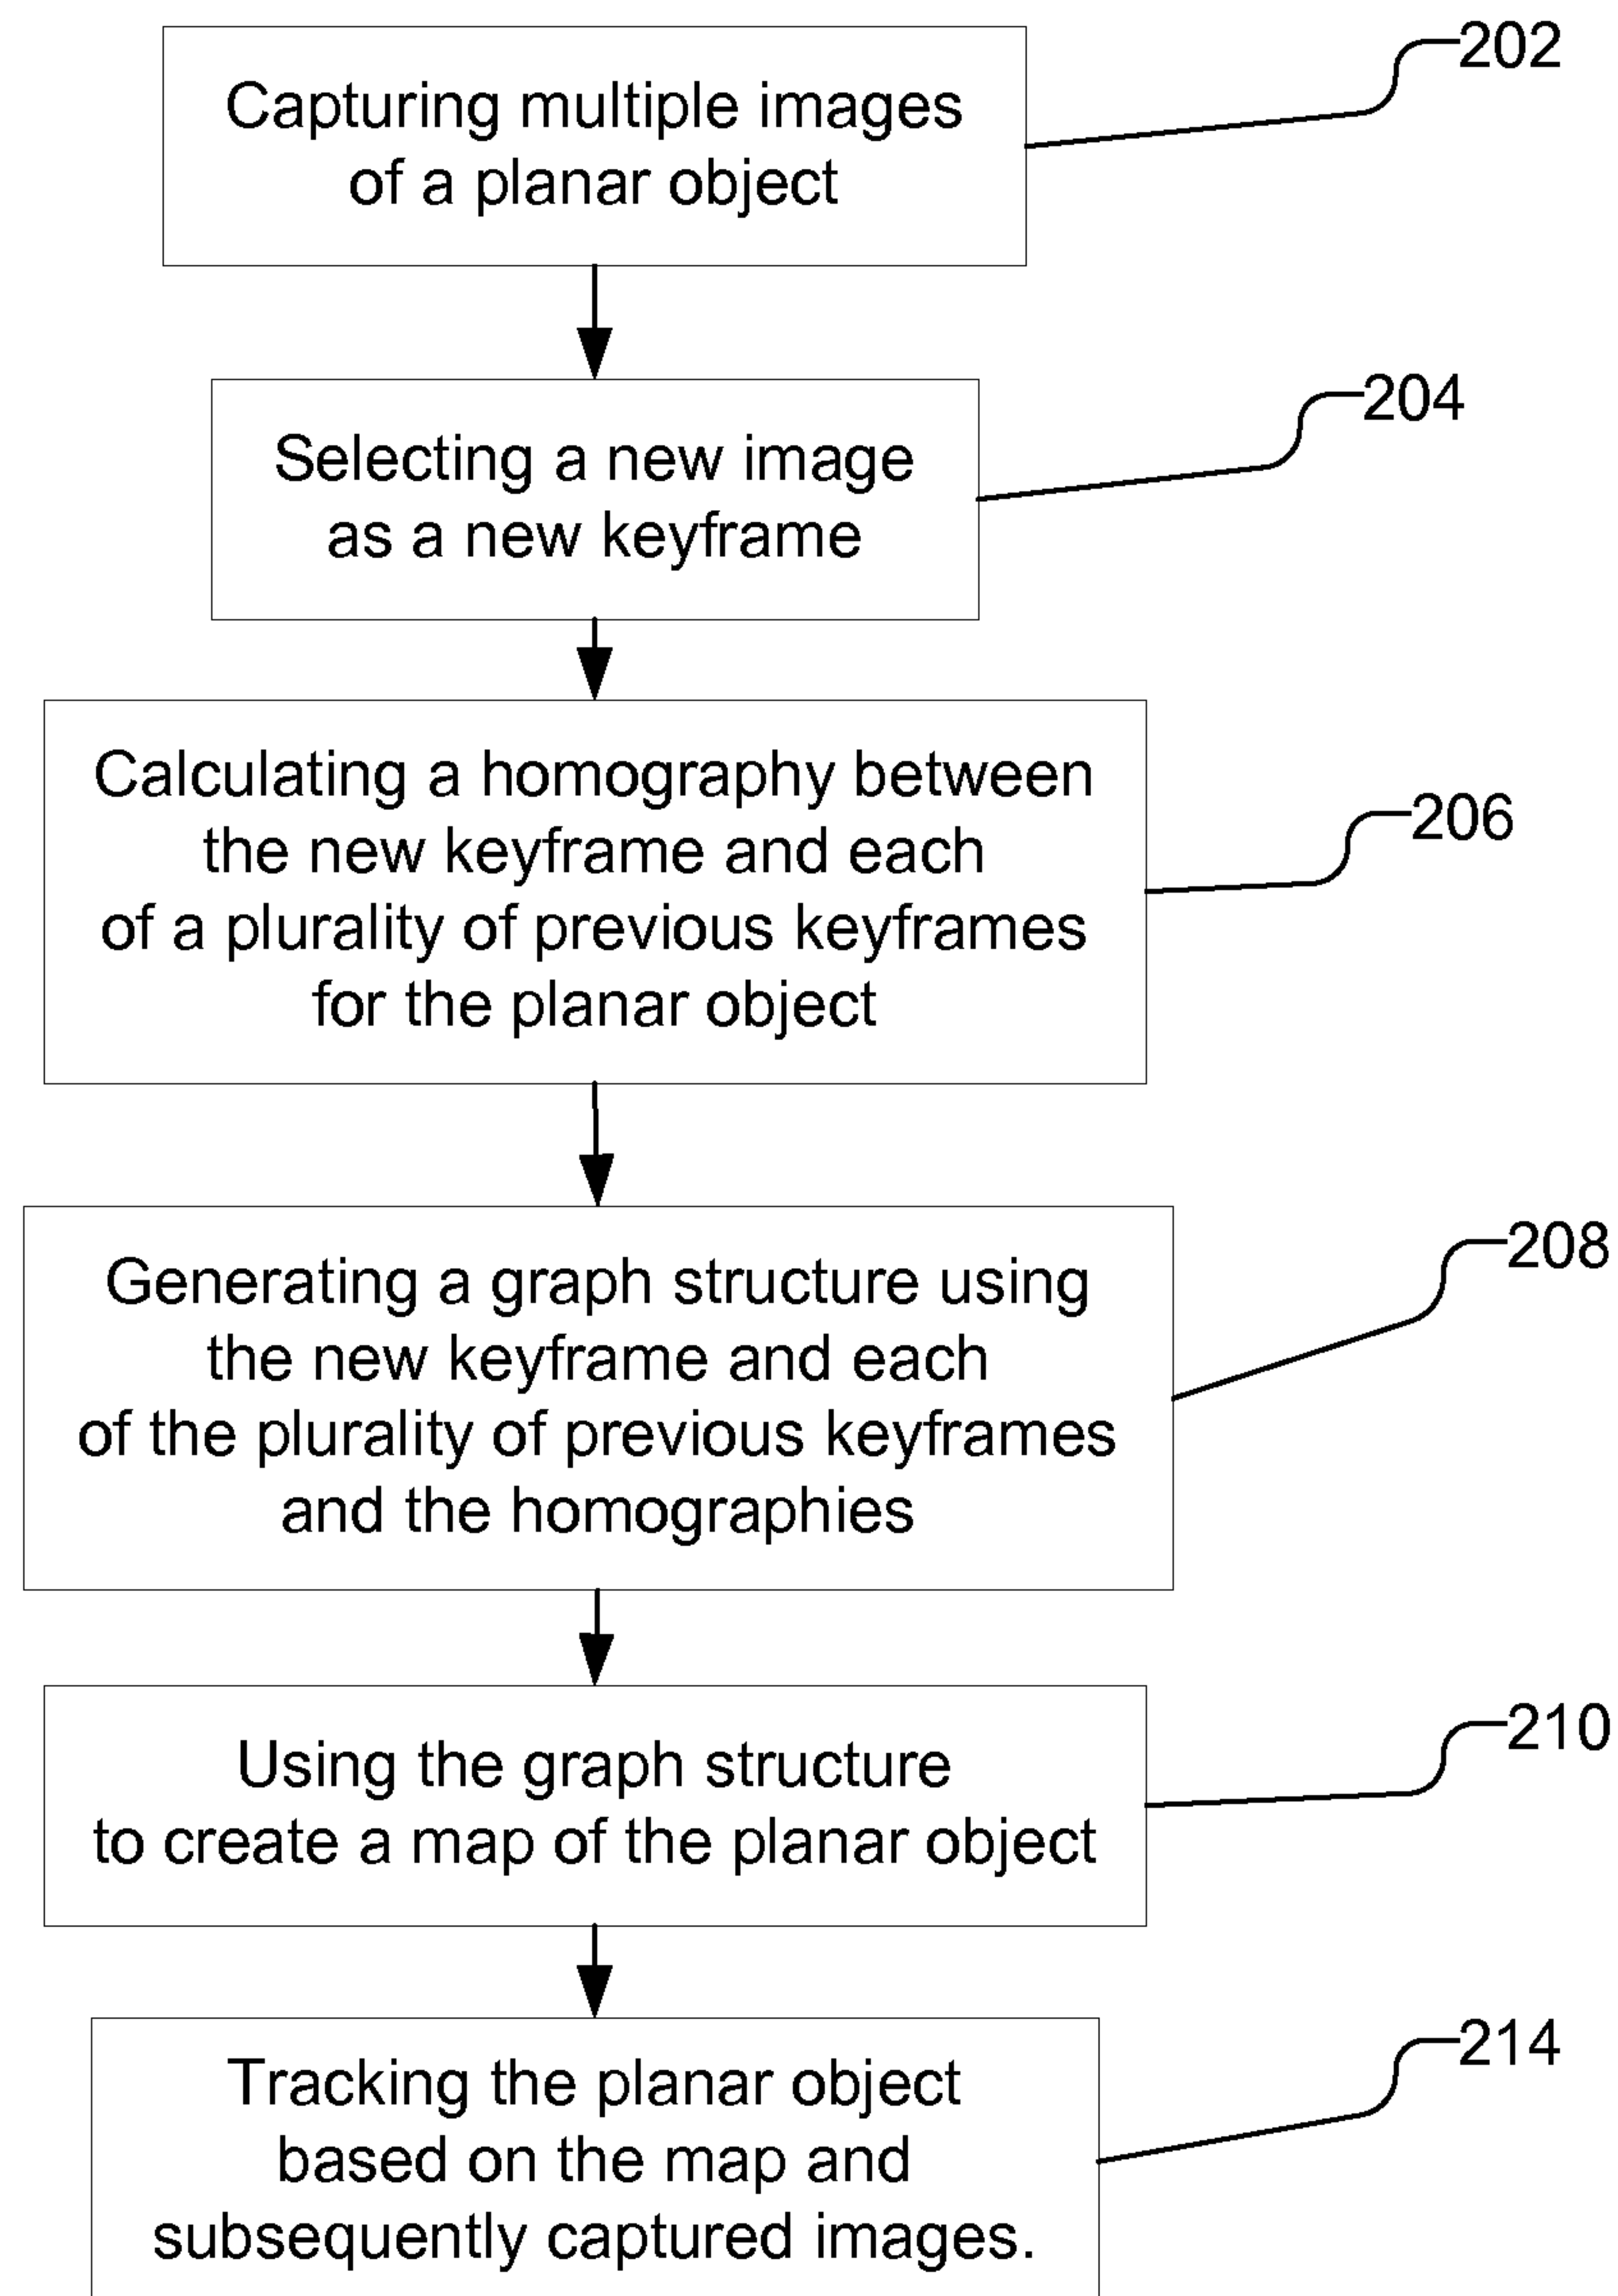 Capturing multiple images
of a planar object
202
Selecting a new image
as a new keyframe
204
Calculating a homography between
the new keyframe and each
of a plurality of previous keyframes
for the planar object
206
Generating a graph structure using
the new keyframe and each
of the plurality of previous keyframes
and the homographies
208
Using the graph structure
to create a map of the planar object
210
Tracking the planar object
based on the map and
subsequently captured images.
214